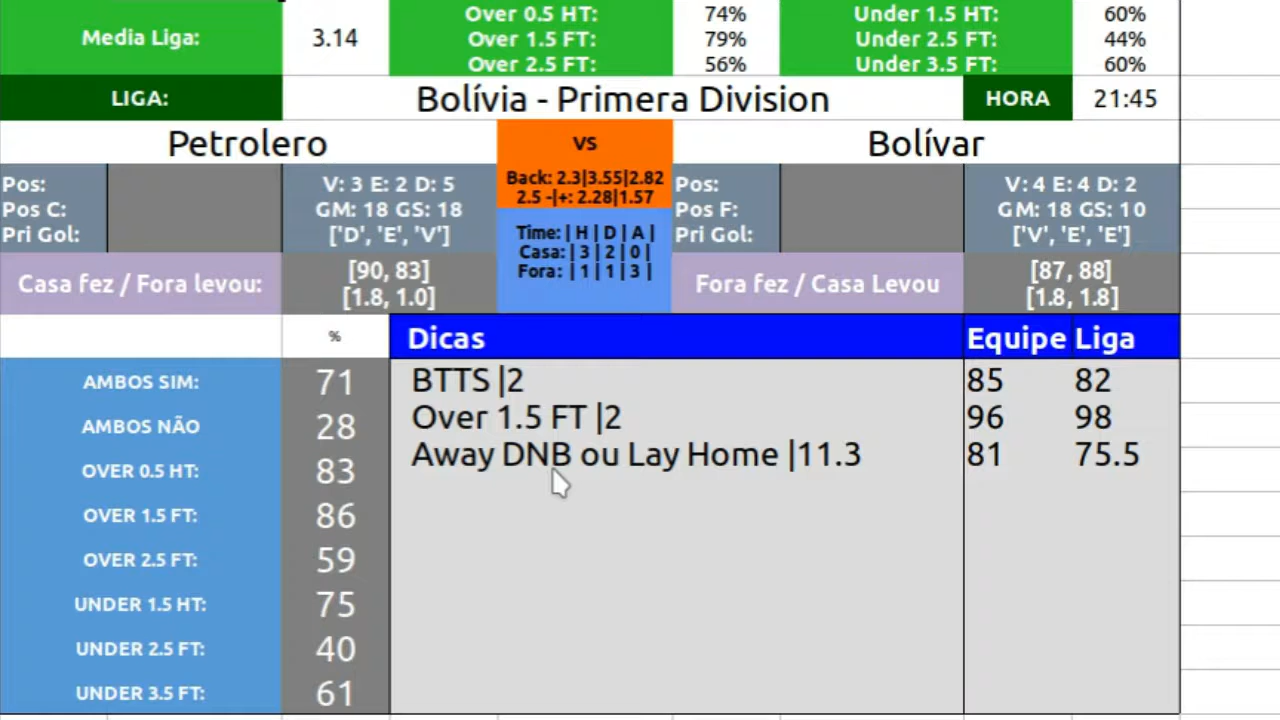 Media Liga: 3.14 Over 0.5 HT: 74% Under 1.5 HT: 60%
Over 1.5 FT: 79% Under 2.5 FT: 44%
Over 2.5 FT: 56% Under 3.5 FT: 60%
LIGA: Bolívia - Primera Division HORA 21:45
Petrolero VS Bolívar
Pos: V: 3 E: 2 D: 5 Back: 2.3|3.55|2.82 Pos: V: 4 E: 4 D: 2
Pos C: GM: 18 GS: 18 2.5 -|+: 2.28|1.57 Pos F: GM: 18 GS: 10
Pri Gol: ['D', 'E', 'V'] Time: | H | D | A | Pri Gol: ['V', 'E', 'E']
Casa: | 3 | 2 | 0 |
Fora: | 1 | 1 | 3 |
Casa fez / Fora levou: [90, 83] Fora fez / Casa Levou [87, 88]
[1.8, 1.0] [1.8, 1.8]
% Dicas Equipe Liga
AMBOS SIM: 71 BTTS |2 85 82
AMBOS NÃO 28 Over 1.5 FT |2 96 98
OVER 0.5 HT: 83 Away DNB ou Lay Home |11.3 81 75.5
OVER 1.5 FT: 86
OVER 2.5 FT: 59
UNDER 1.5 HT: 75
UNDER 2.5 FT: 40
UNDER 3.5 FT: 61